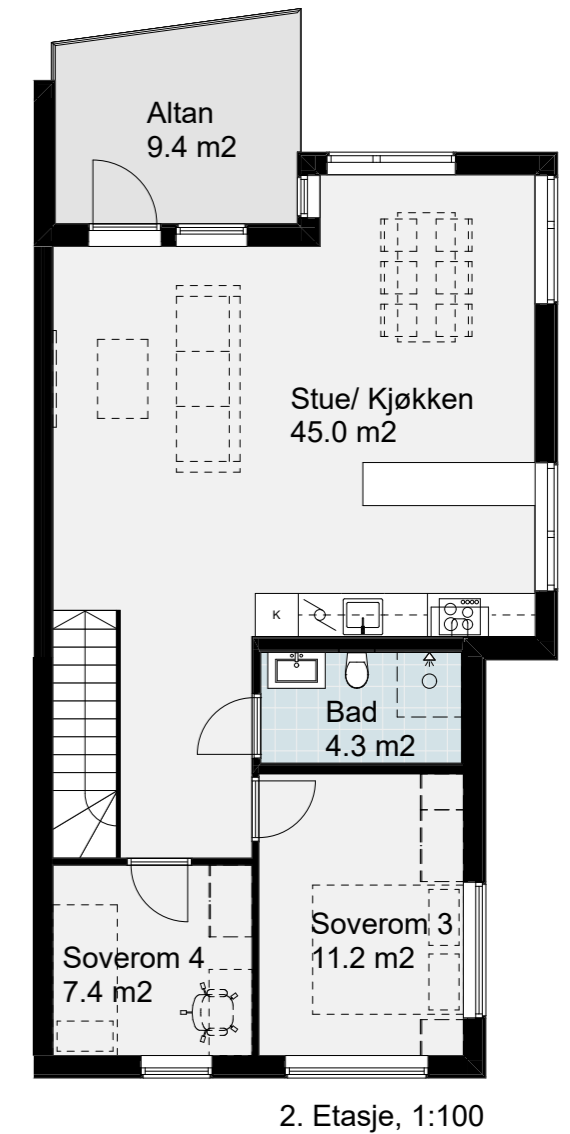 Altan
9.4 m2
Stue/ Kjøkken
45.0 m2
K
Bad
4.3 m2
Soverom 3
11.2 m2
Soverom 4
7.4 m2
2. Etasje, 1:100